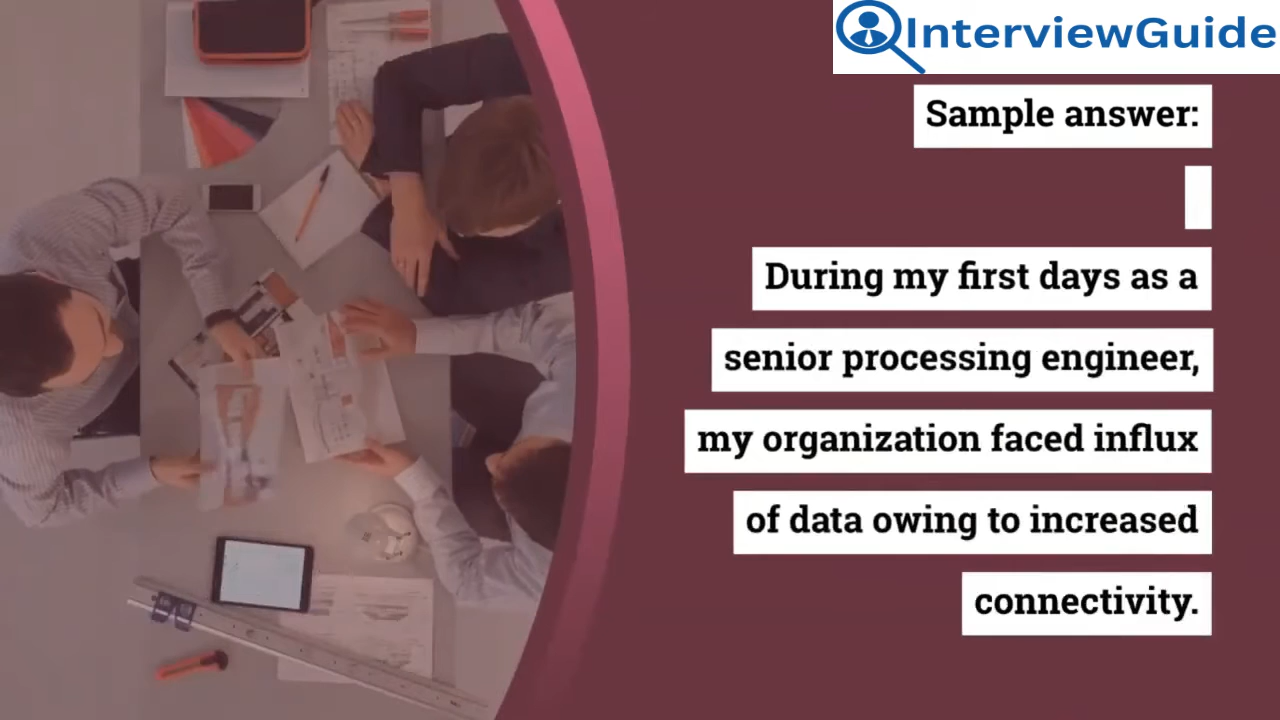 InterviewGuide
Sample answer:
During my first days as a
senior processing engineer,
my organization faced influx
of data owing to increased
connectivity.